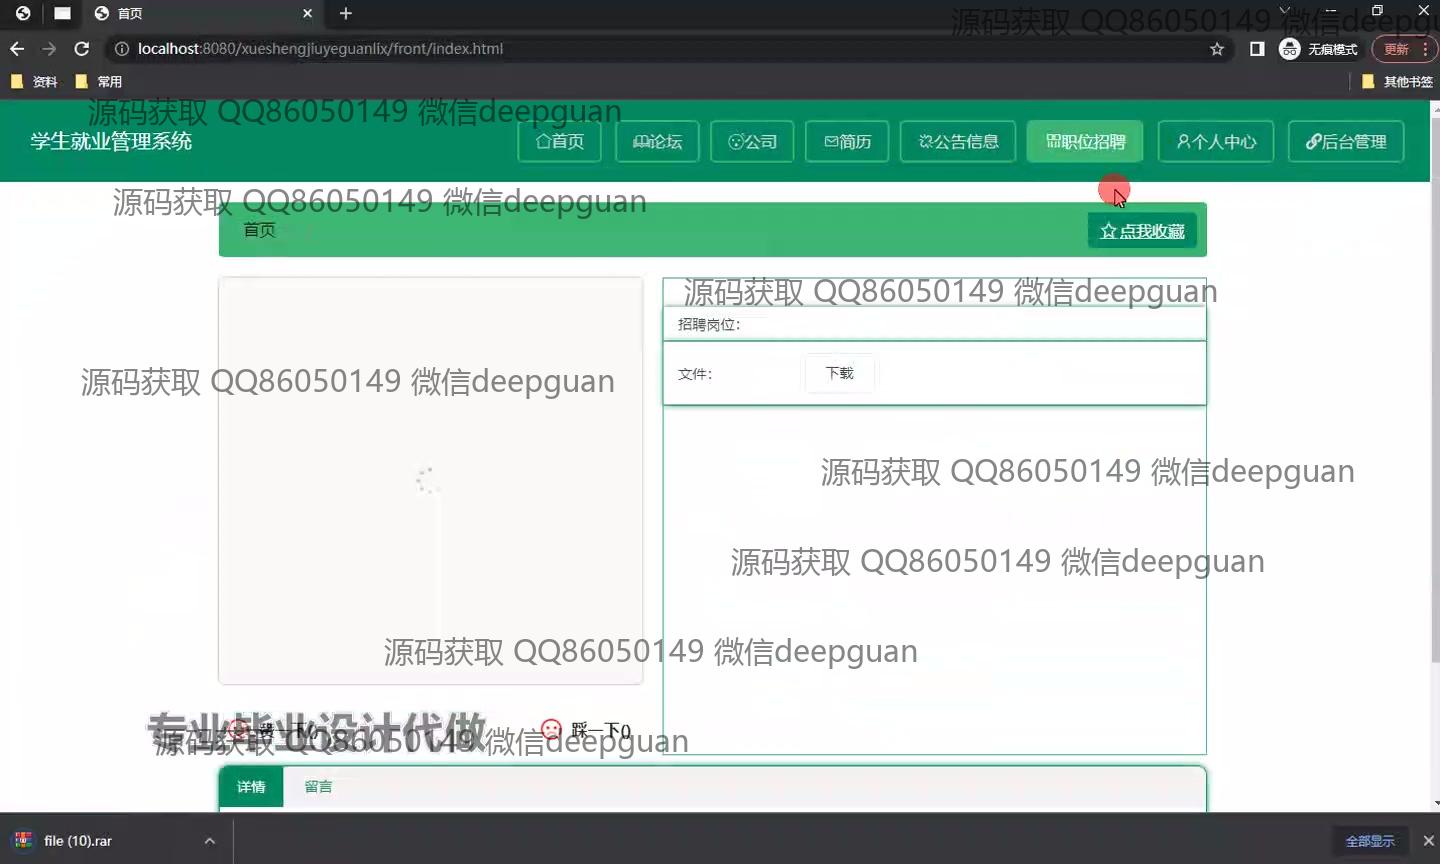 首页
源码获取 QQ86050149 微信deepgu
localhost:8080/xueshengjiuyeguanlix/front/index.html
无痕模式
更新
资料
常用
其他书签
源码获取 QQ86050149 微信deepguan
学生就业管理系统
首页
论坛
公司
简历
公告信息
职位招聘
个人中心
后台管理
源码获取 QQ86050149 微信deepguan
首页
点我收藏
源码获取 QQ86050149 微信deepguan
招聘岗位：
文件：
下载
源码获取 QQ86050149 微信deepguan
源码获取 QQ86050149 微信deepguan
源码获取 QQ86050149 微信deepguan
源码获取 QQ86050149 微信deepguan
专业毕业设计代做
赞一下()
踩一下()
源码获取 QQ86050149 微信deepguan
详情
留言
file (10).rar
全部显示